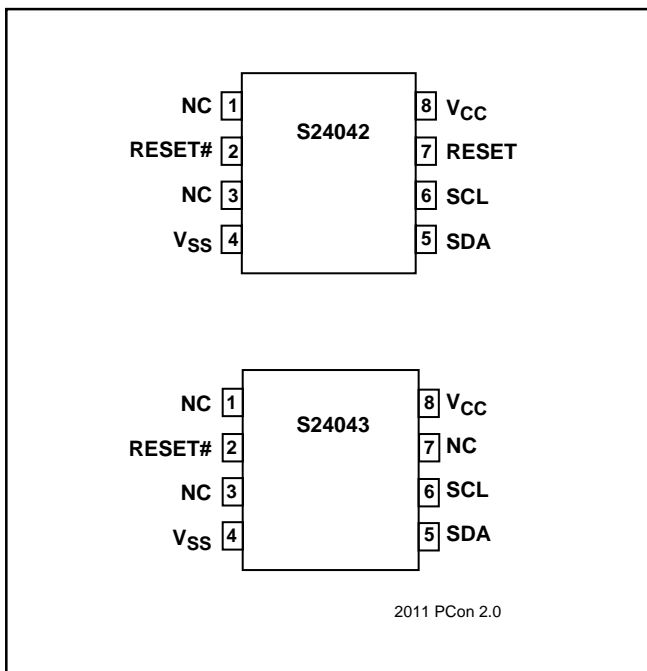 S24042
NC 1
8 VCC
RESET# 2
7 RESET
NC 3
6 SCL
VSS 4
5 SDA
S24043
NC 1
8 VCC
RESET# 2
7 NC
NC 3
6 SCL
VSS 4
5 SDA
2011 PCon 2.0